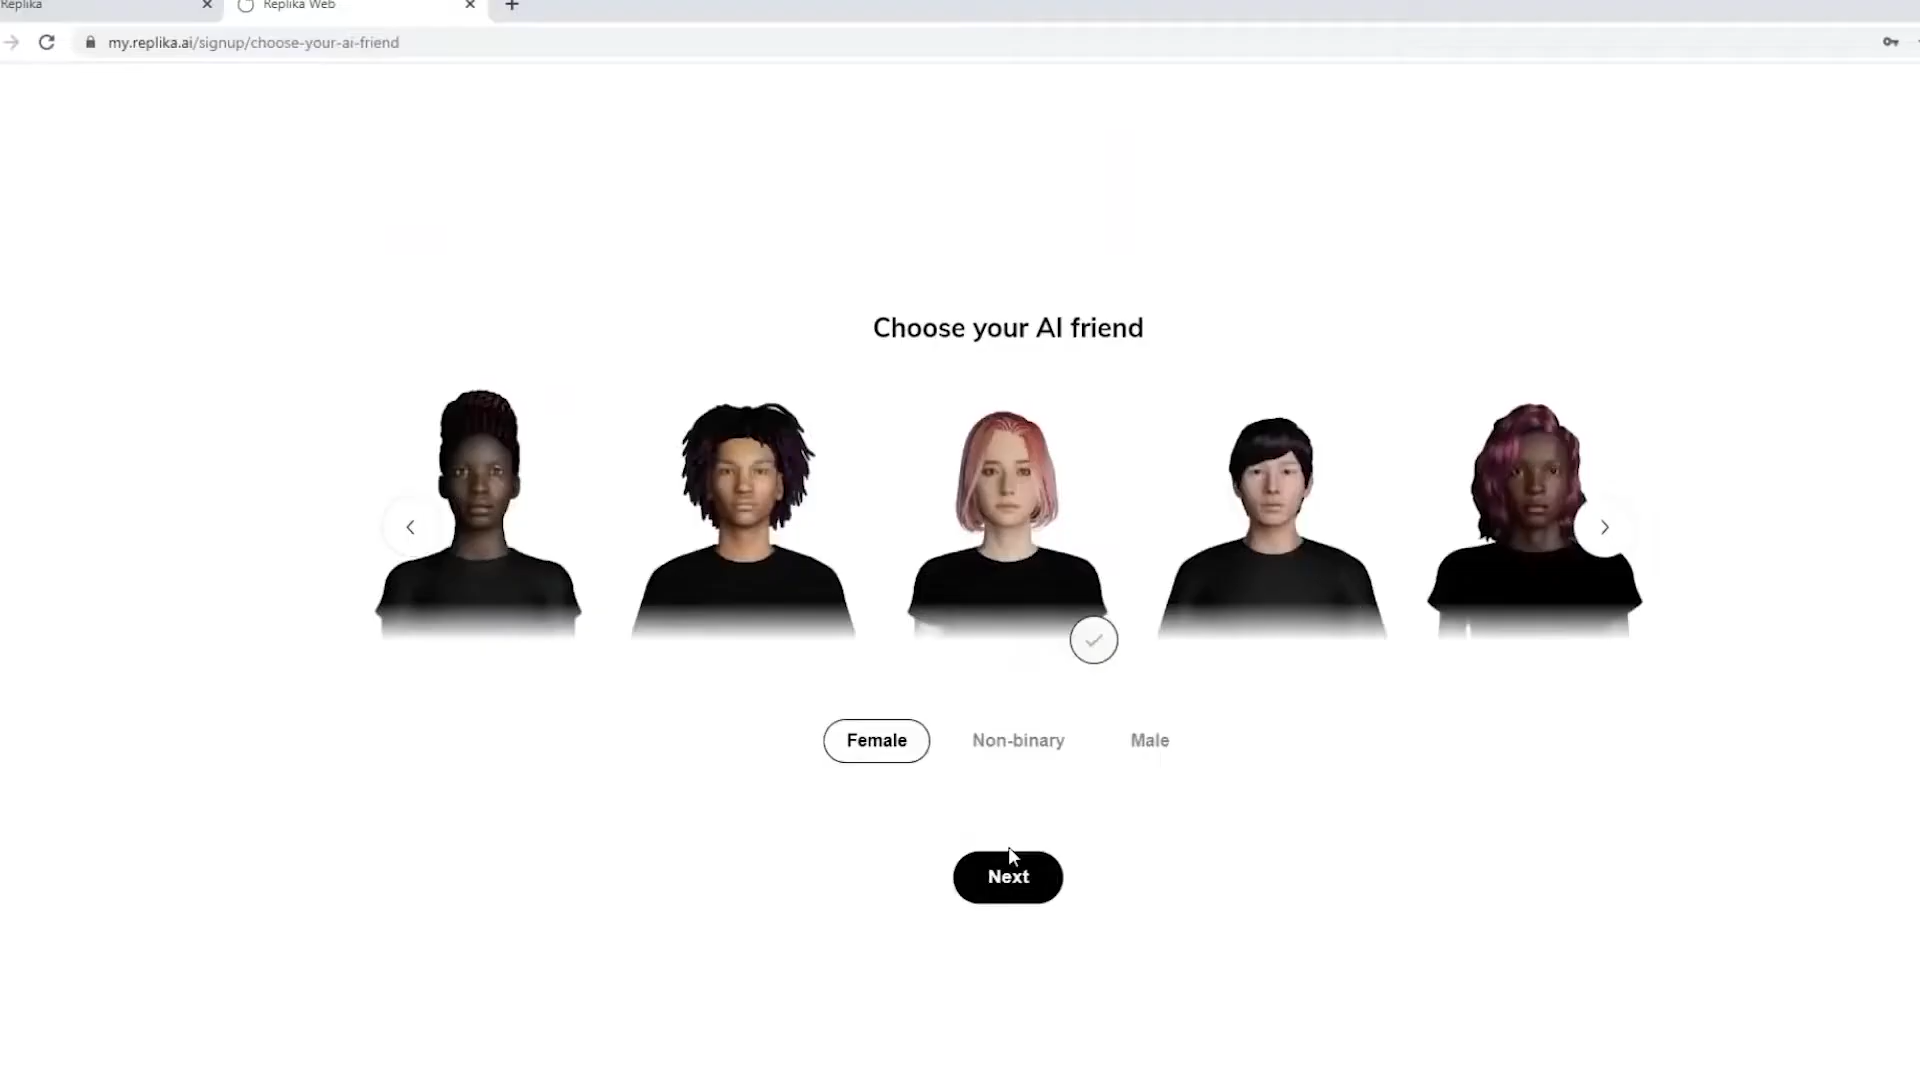 Replika
Replika Web
my.replika.ai/signup/choose-your-ai-friend
Choose your AI friend
Female
Non-binary
Male
Next